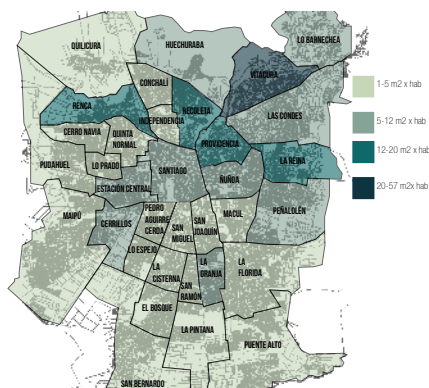 LO BARNECHEA
QUILICURA
HUECHURABA
VITACURA
CONCHALÍ
RENCA
RECOLETA
INDEPENDENCIA
LAS CONDES
CERRO NAVIA
QUINTA
NORMAL
PROVIDENCIA
PUDAHUEL
LO PRADO
SANTIAGO
LA REINA
ESTACIÓN CENTRAL
ÑUÑOA
MAIPÚ
CERRILLOS
PEDRO
AGUIRRE
CERDA
SAN
MIGUEL
SAN
JOAQUÍN
MACUL
PEÑALOLÉN
LO ESPEJO
LA
CISTERNA
SAN
RAMÓN
LA
GRANJA
LA
FLORIDA
EL BOSQUE
LA PINTANA
PUENTE ALTO
SAN BERNARDO
1-5 m2 x hab
5-12 m2 x hab
12-20 m2 x hab
20-57 m2x hab